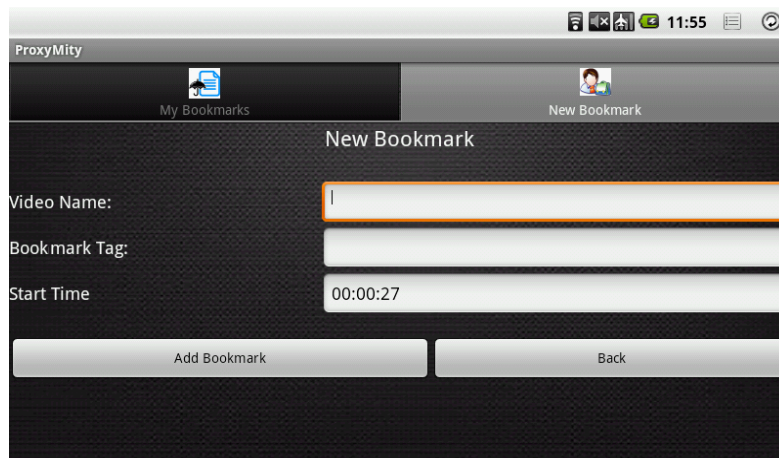 11:55
ProxyMity
My Bookmarks
New Bookmark
New Bookmark
Video Name:
Bookmark Tag:
Start Time
00:00:27
Add Bookmark
Back